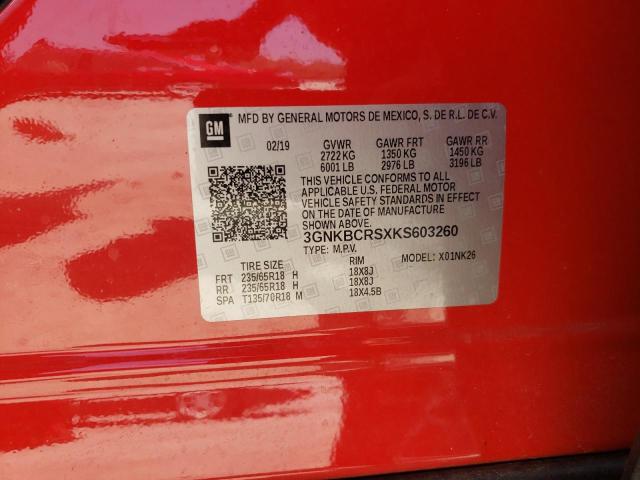 GM
MFD BY GENERAL MOTORS DE MEXICO, S. DE R.L. DE C.V.
02/19 GVWR GAWR FRT GAWR RR
2722 KG 1350 KG 1450 KG
6001 LB 2976 LB 3196 LB
THIS VEHICLE CONFORMS TO ALL
APPLICABLE U.S. FEDERAL MOTOR
VEHICLE SAFETY STANDARDS IN EFFECT
ON THE DATE OF MANUFACTURE
SHOWN ABOVE.
3GNKBCRSXKS603260
TYPE: M.P.V. MODEL: X01NK26
TIRE SIZE RIM
FRT 235/65R18 H 18X8J
RR 235/65R18 H 18X8J
SPA T135/70R18 M 18X4.5B